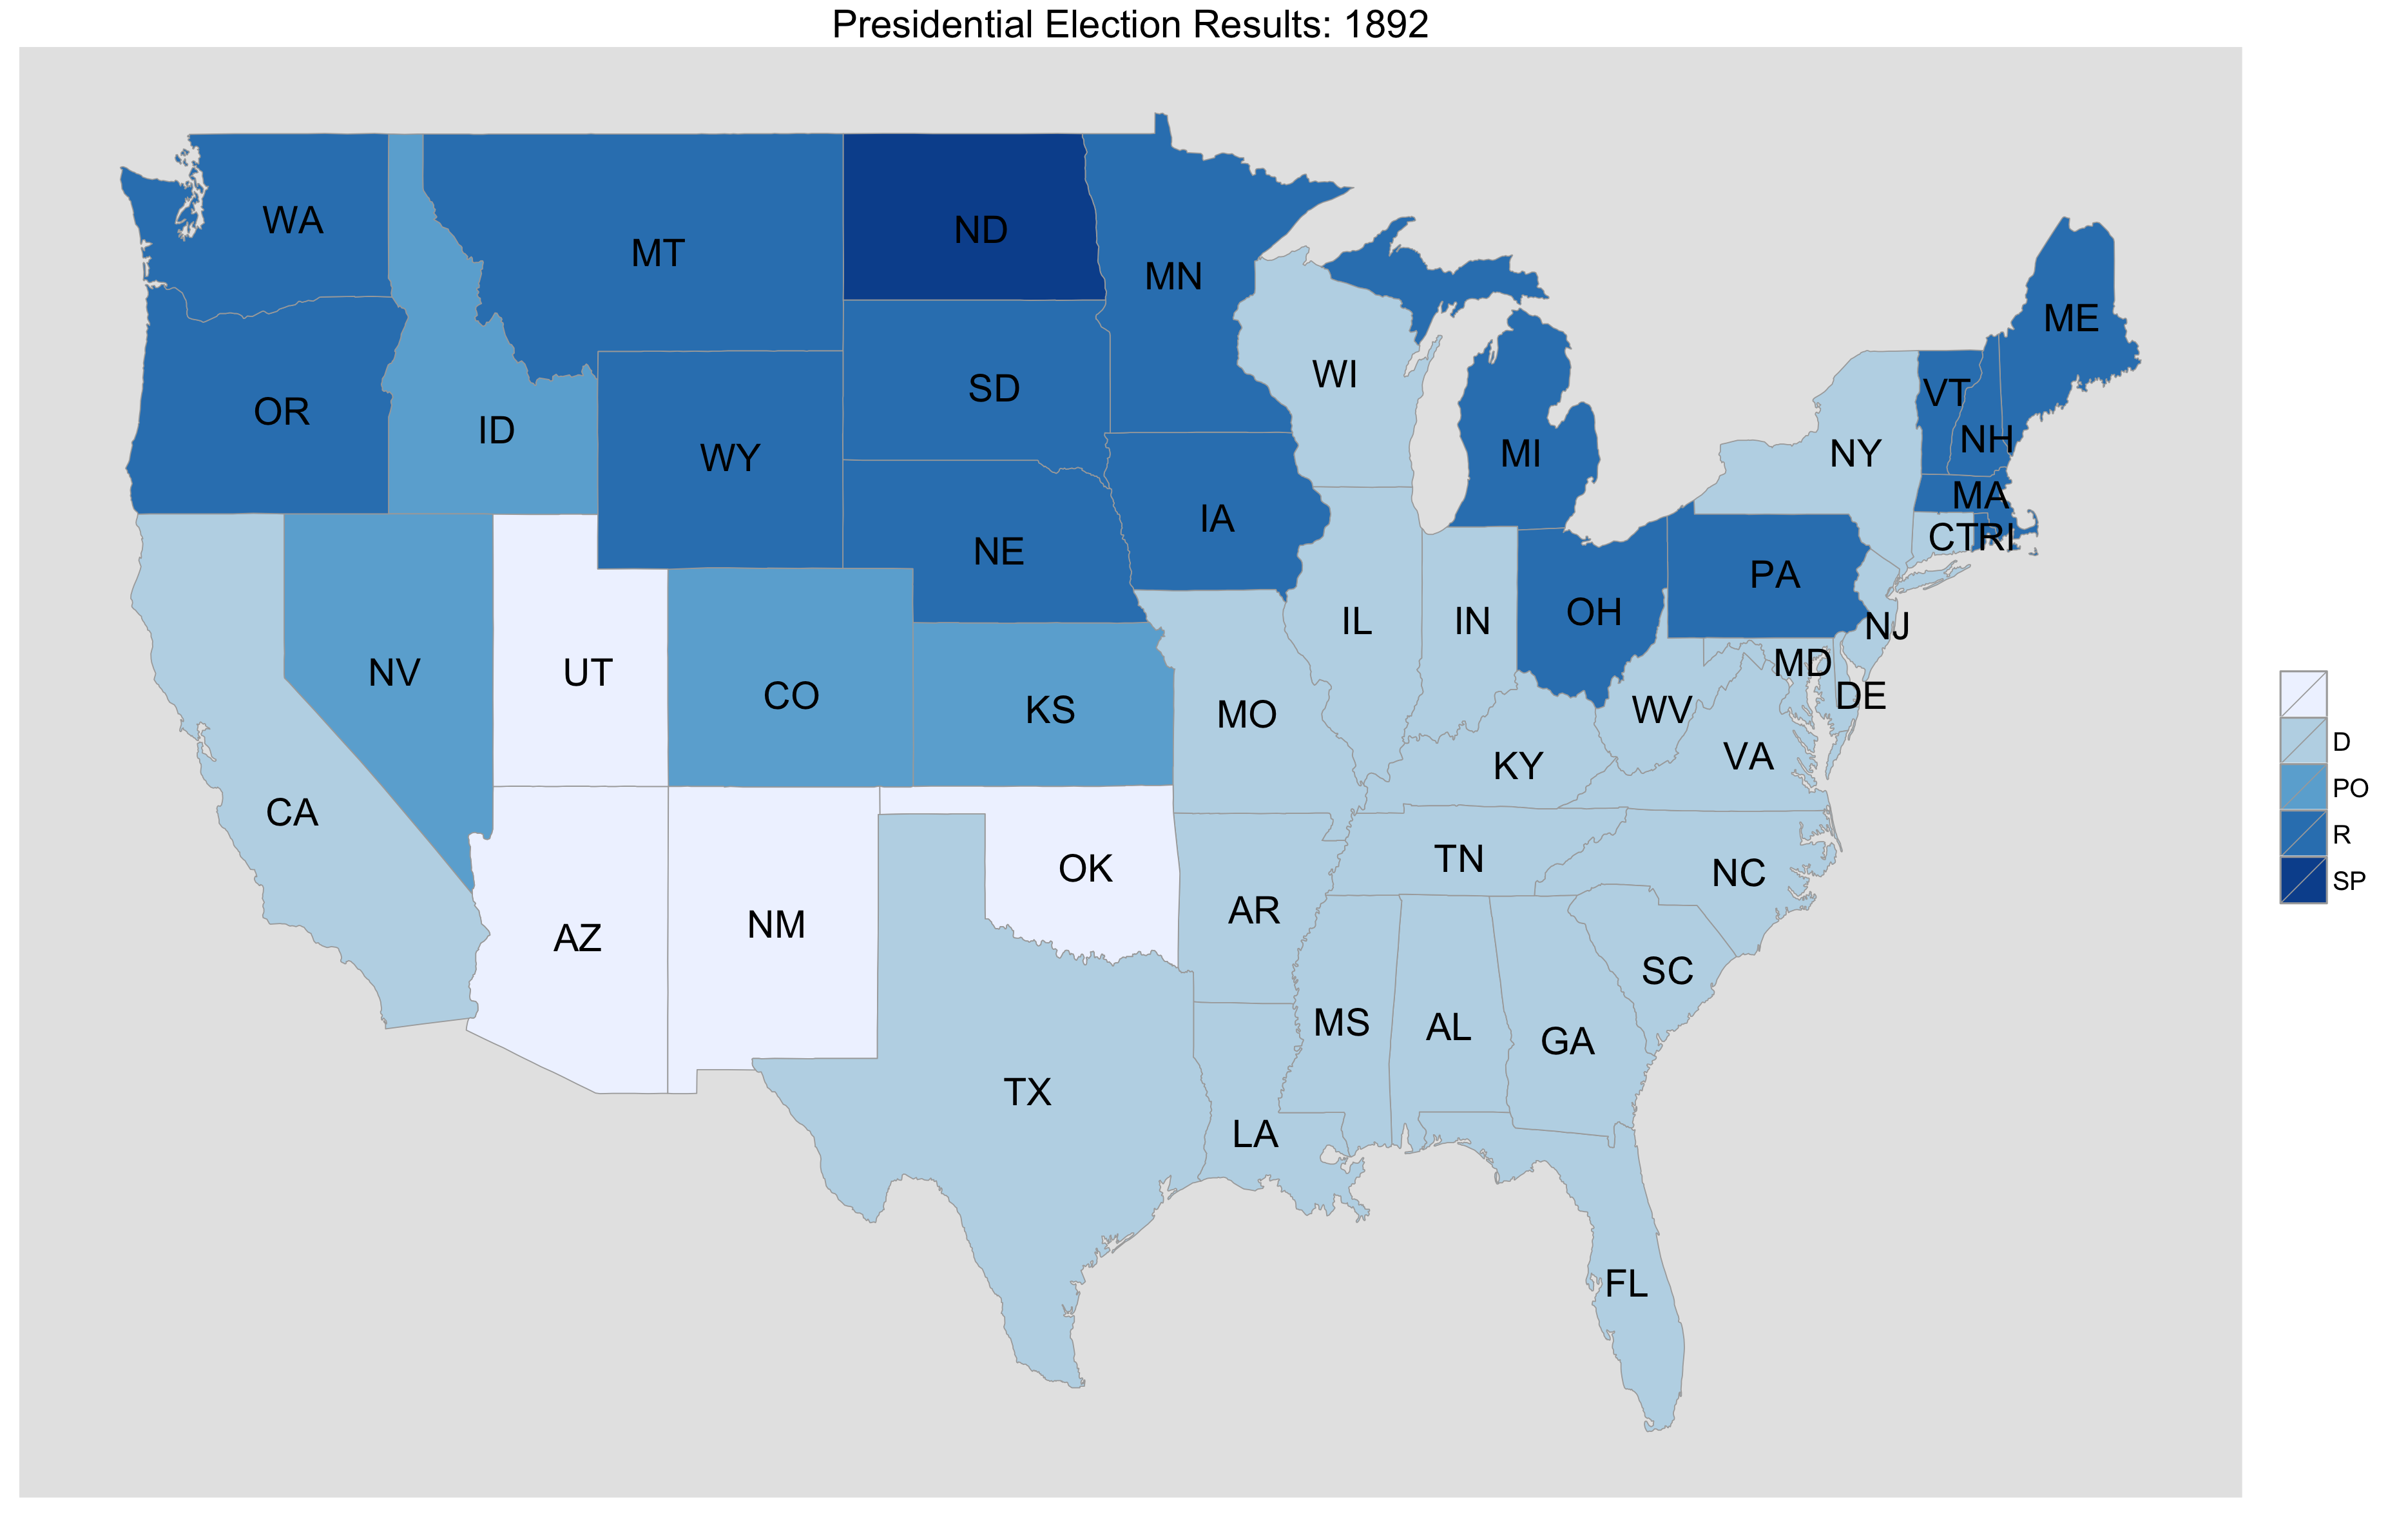 Presidential Election Results: 1892
WA
MT
ND
MN
ME
OR
ID
WY
SD
WI
MI
NY
VT
NH
MA
CT
RI
IA
NE
PA
OH
NJ
IL
IN
MD
DE
NV
UT
CO
KS
MO
WV
VA
KY
CA
OK
TN
NC
AR
AZ
NM
SC
MS
AL
GA
TX
LA
FL
D
PO
R
SP